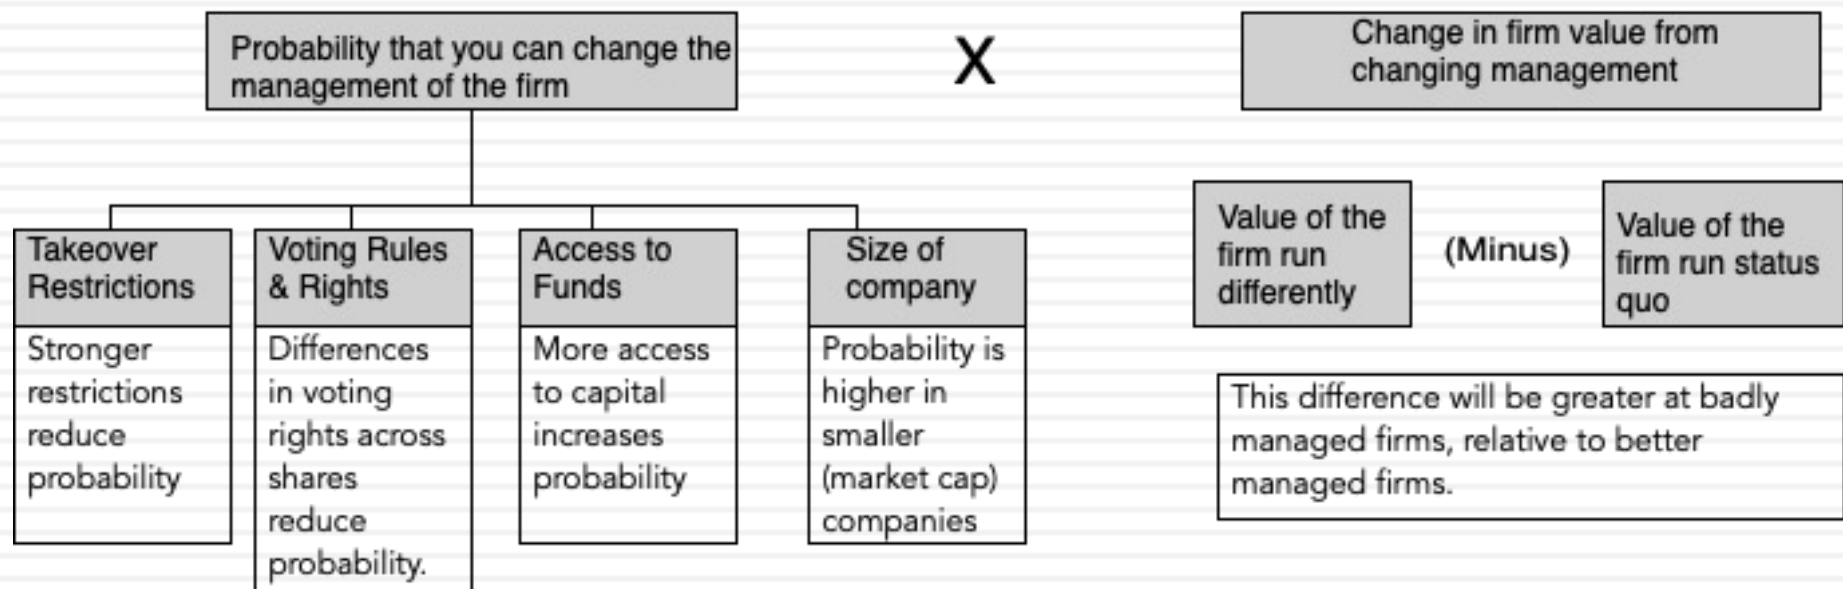 Probability that you can change the
management of the firm
X
Change in firm value from
changing management
Takeover
Restrictions
Stronger
restrictions
reduce
probability
Voting Rules
& Rights
Differences
in voting
rights across
shares
reduce
probability.
Access to
Funds
More access
to capital
increases
probability
Size of
company
Probability is
higher in
smaller
(market cap)
companies
Value of the
firm run
differently
(Minus)
Value of the
firm run status
quo
This difference will be greater at badly
managed firms, relative to better
managed firms.